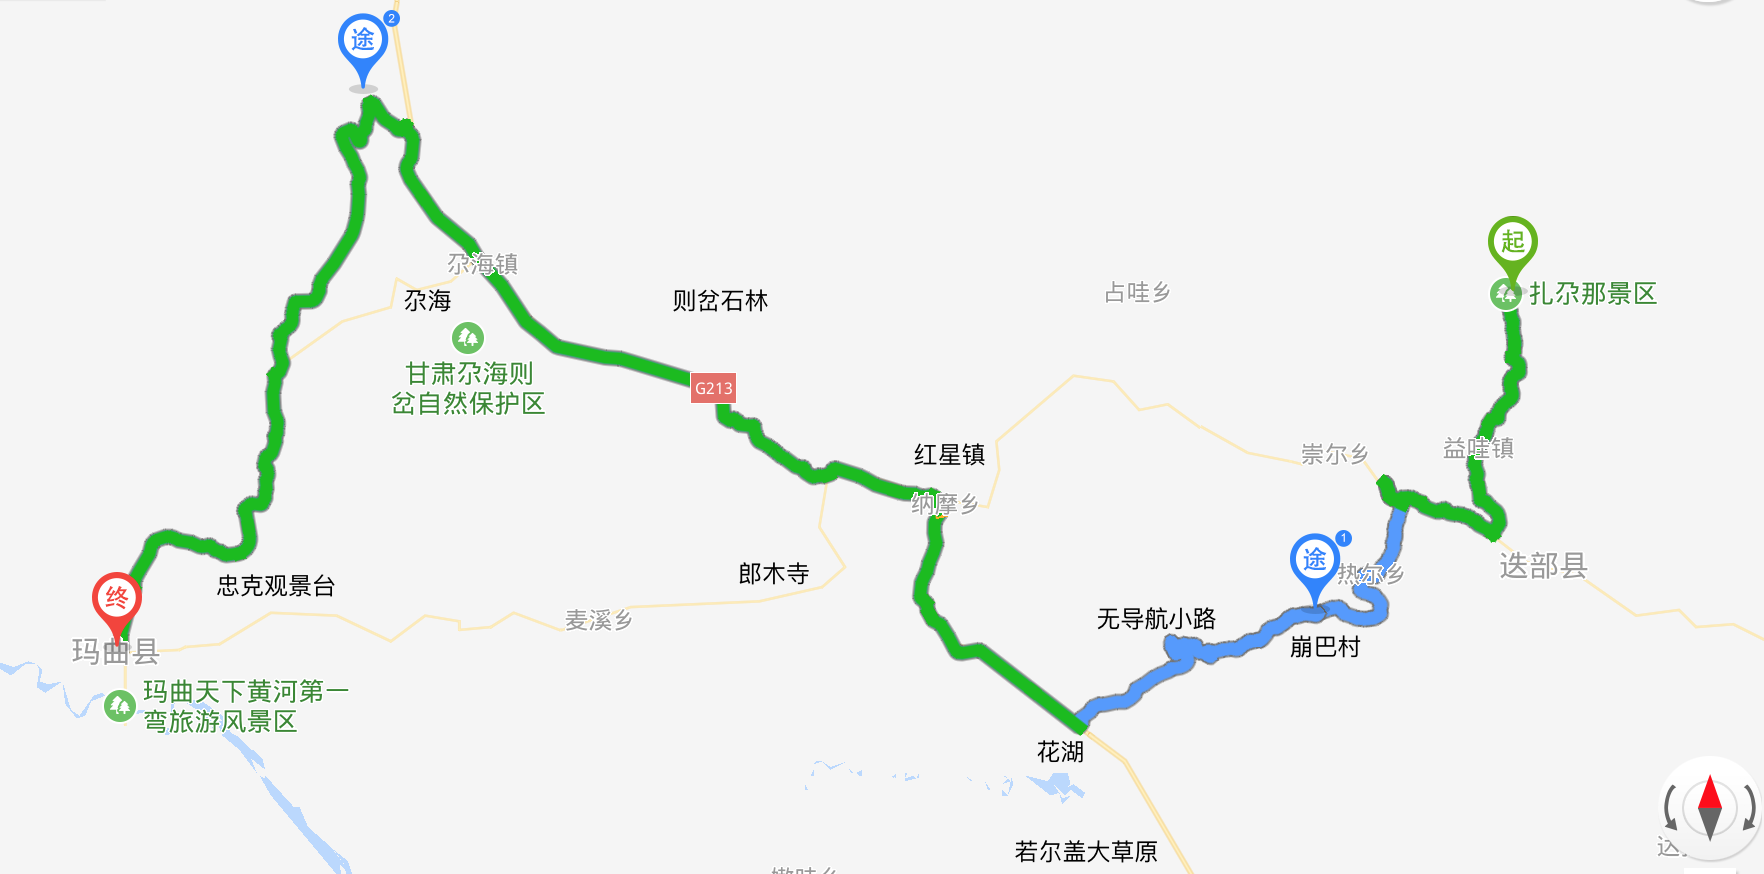 途
2
起
尕海镇
扎尕那景区
占哇乡
尕海
则岔石林
甘肃尕海则
岔自然保护区
G213
红星镇
崇尔乡
益哇镇
纳摩乡
途
1
迭部县
热尔乡
郎木寺
忠克观景台
终
麦溪乡
无导航小路
崩巴村
玛曲县
玛曲天下黄河第一
弯旅游风景区
花湖
若尔盖大草原